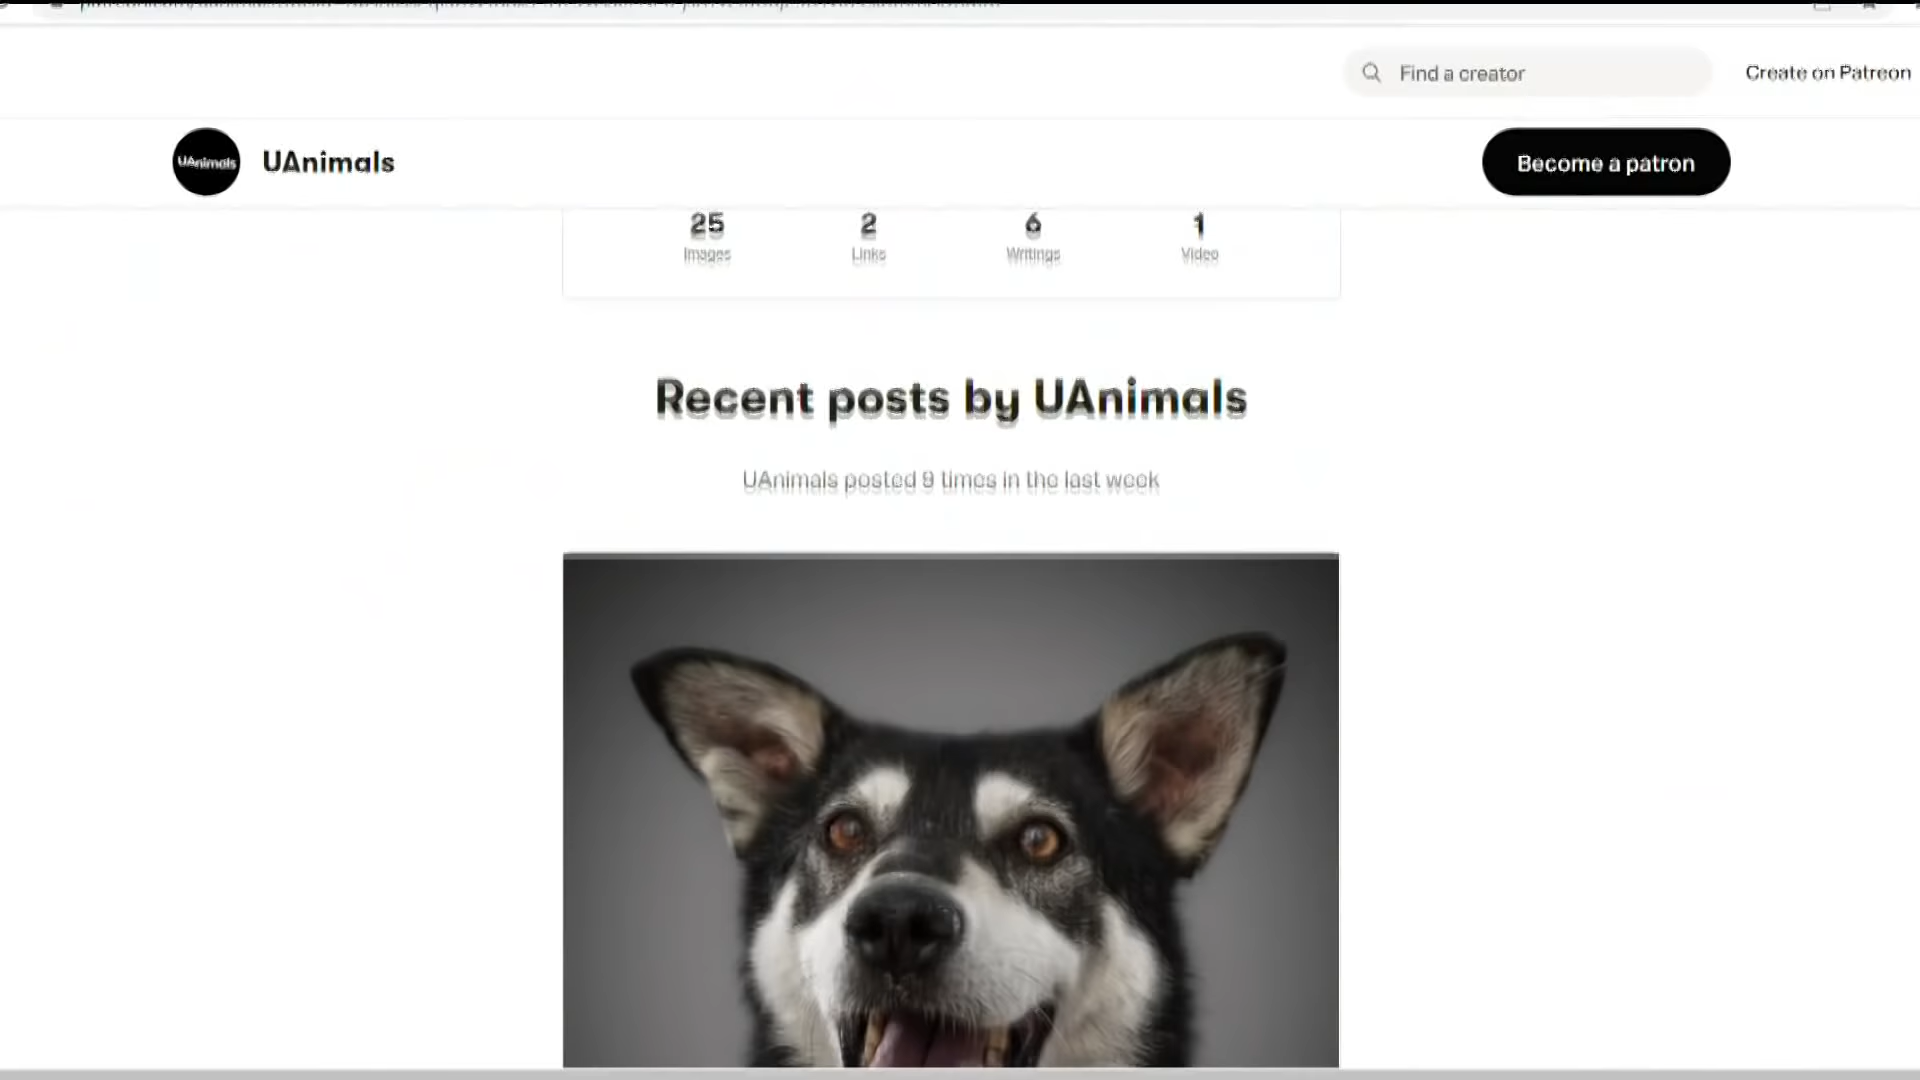 Find a creator
Create on Patreon
UAnimals
UAnimals
Become a patron
25
2
6
1
Images
Links
Writings
Video
Recent posts by UAnimals
UAnimals posted 9 times in the last week